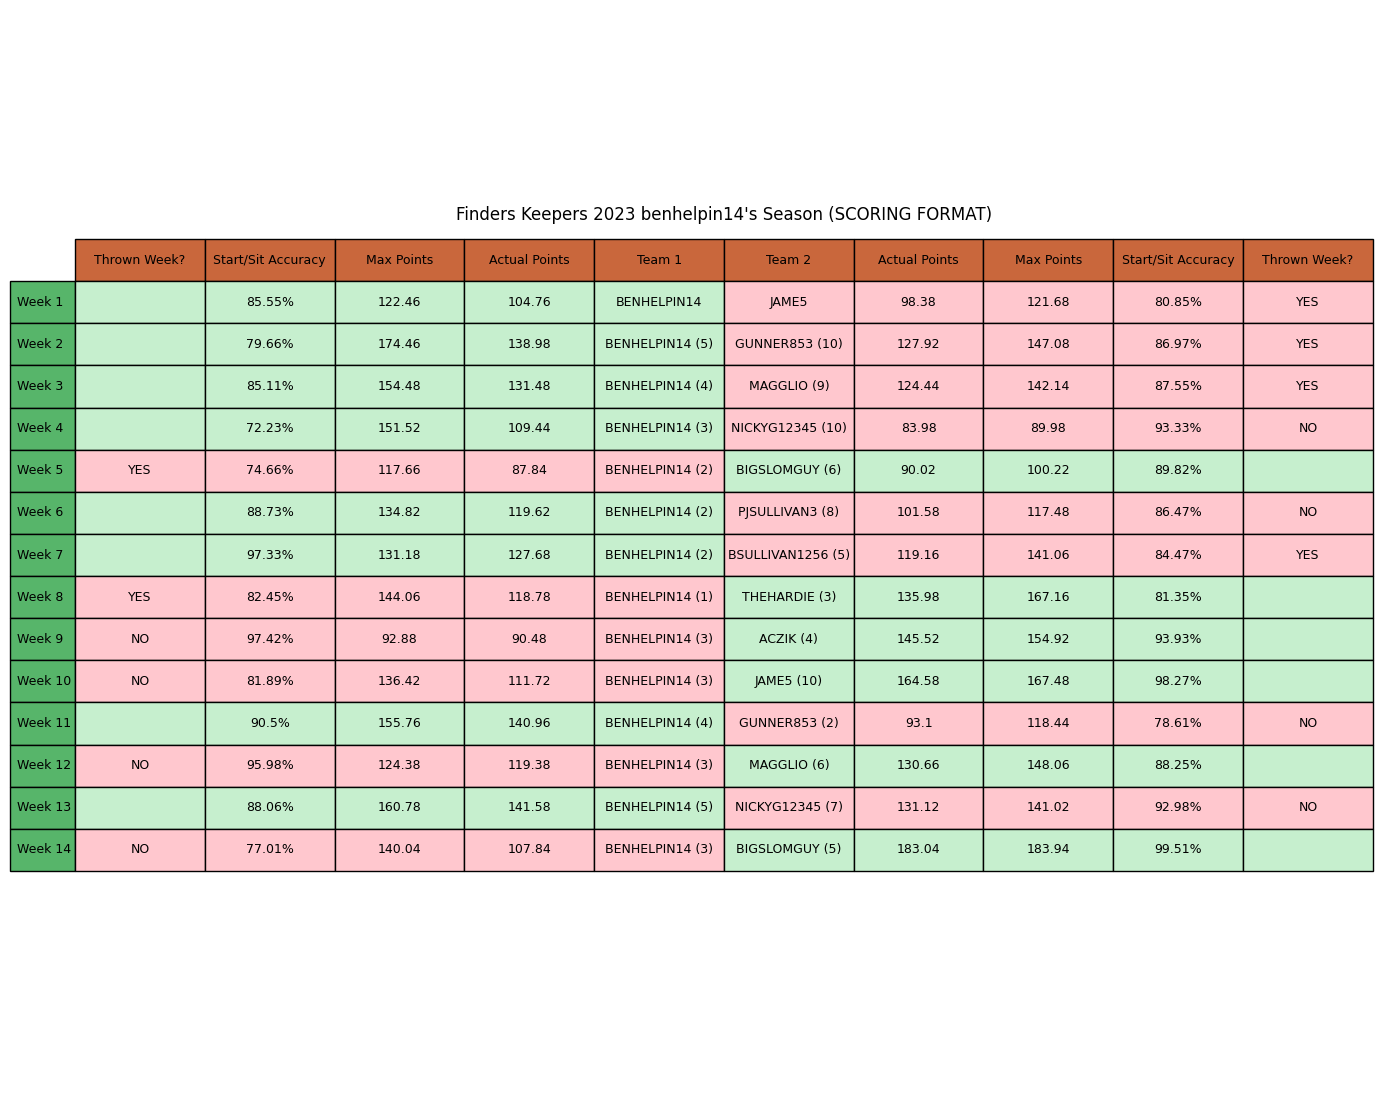 Finders Keepers 2023 benhelpin14's Season (SCORING FORMAT)
Thrown Week? Start/Sit Accuracy Max Points Actual Points Team 1 Team 2 Actual Points Max Points Start/Sit Accuracy Thrown Week?
Week 1 85.55% 122.46 104.76 BENHELPIN14 JAME5 98.38 121.68 80.85% YES
Week 2 79.66% 174.46 138.98 BENHELPIN14 (5) GUNNER853 (10) 127.92 147.08 86.97% YES
Week 3 85.11% 154.48 131.48 BENHELPIN14 (4) MAGGLIO (9) 124.44 142.14 87.55% YES
Week 4 72.23% 151.52 109.44 BENHELPIN14 (3) NICKYG12345 (10) 83.98 89.98 93.33% NO
Week 5 YES 74.66% 117.66 87.84 BENHELPIN14 (2) BIGSLOMGUY (6) 90.02 100.22 89.82%
Week 6 88.73% 134.82 119.62 BENHELPIN14 (2) PJSULLIVAN3 (8) 101.58 117.48 86.47% NO
Week 7 97.33% 131.18 127.68 BENHELPIN14 (2) BSULLIVAN1256 (5) 119.16 141.06 84.47% YES
Week 8 YES 82.45% 144.06 118.78 BENHELPIN14 (1) THEHARDIE (3) 135.98 167.16 81.35%
Week 9 NO 97.42% 92.88 90.48 BENHELPIN14 (3) ACZIK (4) 145.52 154.92 93.93%
Week 10 NO 81.89% 136.42 111.72 BENHELPIN14 (3) JAME5 (10) 164.58 167.48 98.27%
Week 11 90.5% 155.76 140.96 BENHELPIN14 (4) GUNNER853 (2) 93.1 118.44 78.61% NO
Week 12 NO 95.98% 124.38 119.38 BENHELPIN14 (3) MAGGLIO (6) 130.66 148.06 88.25%
Week 13 88.06% 160.78 141.58 BENHELPIN14 (5) NICKYG12345 (7) 131.12 141.02 92.98% NO
Week 14 NO 77.01% 140.04 107.84 BENHELPIN14 (3) BIGSLOMGUY (5) 183.04 183.94 99.51%